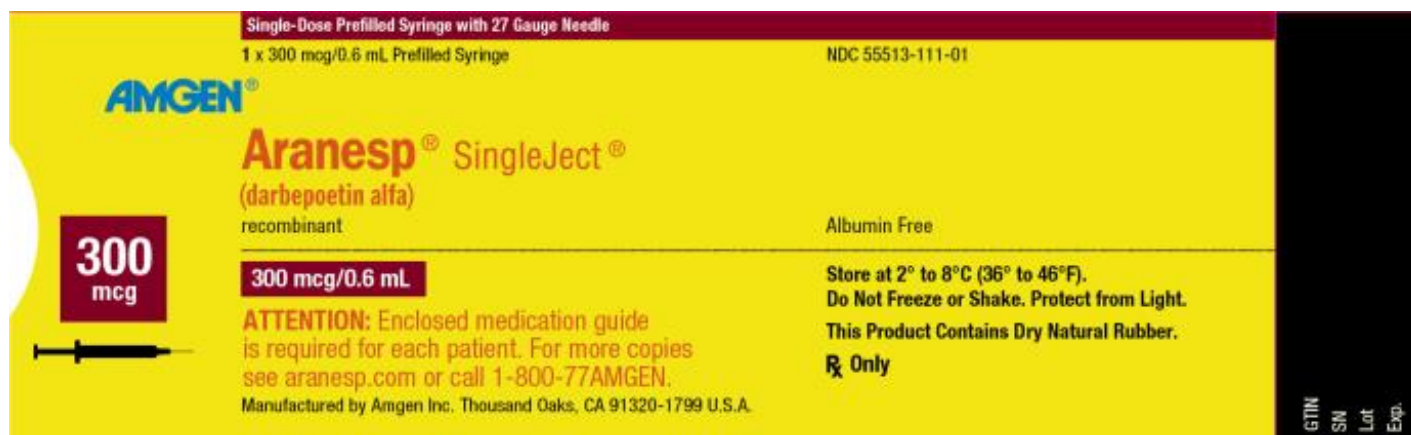 Single-Dose Prefilled Syringe with 27 Gauge Needle
1 x 300 mcg/0.6 mL Prefilled Syringe
NDC 55513-111-01
AMGEN®
Aranesp® SingleJect®
(darbepoetin alfa)
recombinant
Albumin Free
300
mcg
300 mcg/0.6 mL
ATTENTION: Enclosed medication guide
is required for each patient. For more copies
see aranesp.com or call 1-800-77AMGEN.
Manufactured by Amgen Inc. Thousand Oaks, CA 91320-1799 U.S.A.
Store at 2° to 8°C (36° to 46°F).
Do Not Freeze or Shake. Protect from Light.
This Product Contains Dry Natural Rubber.
℞ Only
GTIN
SN
Lot
Exp.